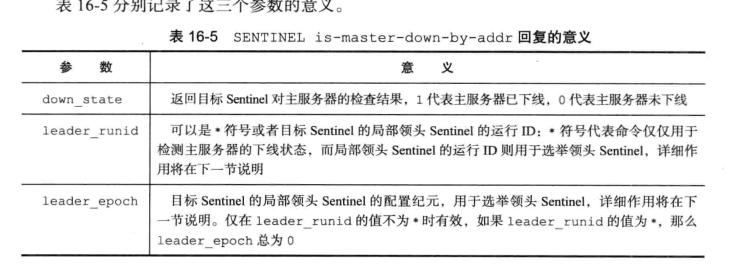 表 16-5 分别记录了这三个参数的意义。
表 16-5 SENTINEL is-master-down-by-addr 回复的意义
参 数 意 义
down_state 返回目标 Sentinel 对主服务器的检查结果，1 代表主服务器已下线，0 代表主服务器未下线
leader_runid 可以是 * 符号或者目标 Sentinel 的局部领头 Sentinel 的运行 ID：* 符号代表命令仅仅用于
检测主服务器的下线状态，而局部领头 Sentinel 的运行 ID 则用于选举领头 Sentinel，详细作
用将在下一节说明
leader_epoch 目标 Sentinel 的局部领头 Sentinel 的配置纪元，用于选举领头 Sentinel，详细作用将在下
一节说明。仅在 leader_runid 的值不为 * 时有效，如果 leader_runid 的值为 *，那么
leader_epoch 总为 0